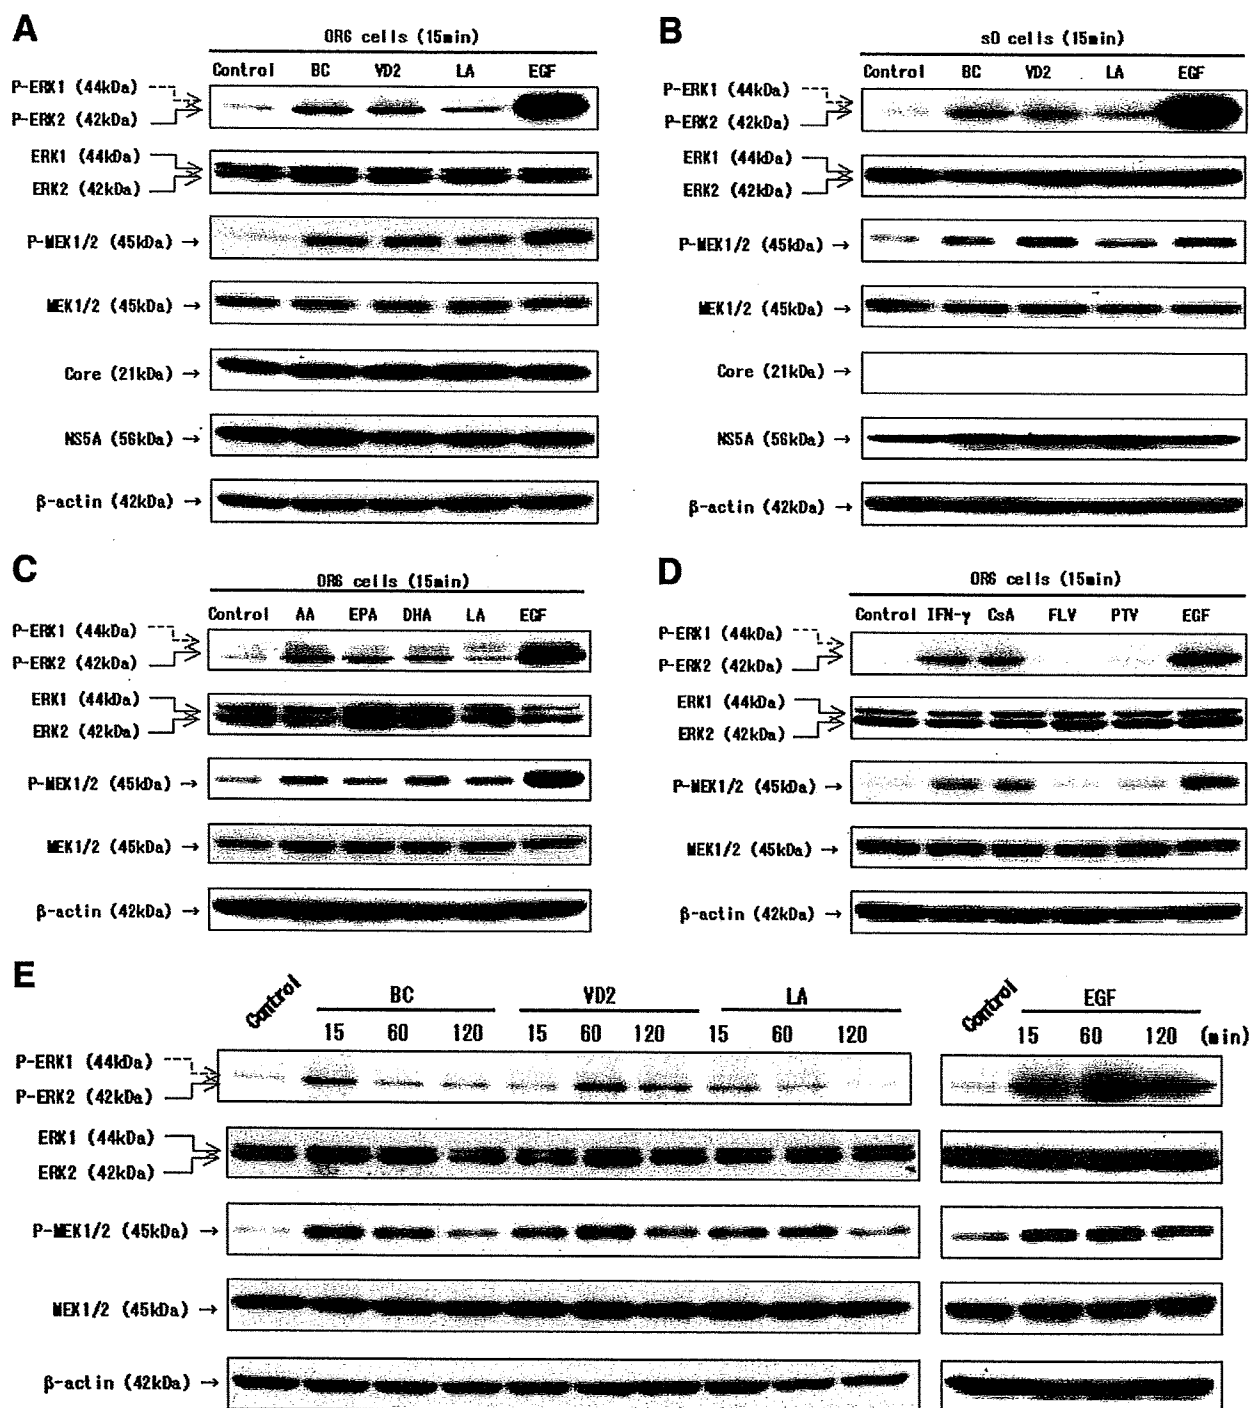 A
OR6 cells (15min)
Control BC VD2 LA EGF
P-ERK1 (44kDa)
P-ERK2 (42kDa)
ERK1 (44kDa)
ERK2 (42kDa)
P-MEK1/2 (45kDa) →
MEK1/2 (45kDa) →
Core (21kDa) →
NS5A (56kDa) →
β-actin (42kDa) →
B
sO cells (15min)
Control BC VD2 LA EGF
P-ERK1 (44kDa)
P-ERK2 (42kDa)
ERK1 (44kDa)
ERK2 (42kDa)
P-MEK1/2 (45kDa) →
MEK1/2 (45kDa) →
Core (21kDa) →
NS5A (56kDa) →
β-actin (42kDa) →
C
OR6 cells (15min)
Control AA EPA DHA LA EGF
P-ERK1 (44kDa)
P-ERK2 (42kDa)
ERK1 (44kDa)
ERK2 (42kDa)
P-MEK1/2 (45kDa) →
MEK1/2 (45kDa) →
β-actin (42kDa) →
D
OR6 cells (15min)
Control IFN-γ CsA FLV PTV EGF
P-ERK1 (44kDa)
P-ERK2 (42kDa)
ERK1 (44kDa)
ERK2 (42kDa)
P-MEK1/2 (45kDa) →
MEK1/2 (45kDa) →
β-actin (42kDa) →
E
Control BC VD2 LA Control EGF
15 60 120 15 60 120 15 60 120 15 60 120 (min)
P-ERK1 (44kDa)
P-ERK2 (42kDa)
ERK1 (44kDa)
ERK2 (42kDa)
P-MEK1/2 (45kDa) →
MEK1/2 (45kDa) →
β-actin (42kDa) →